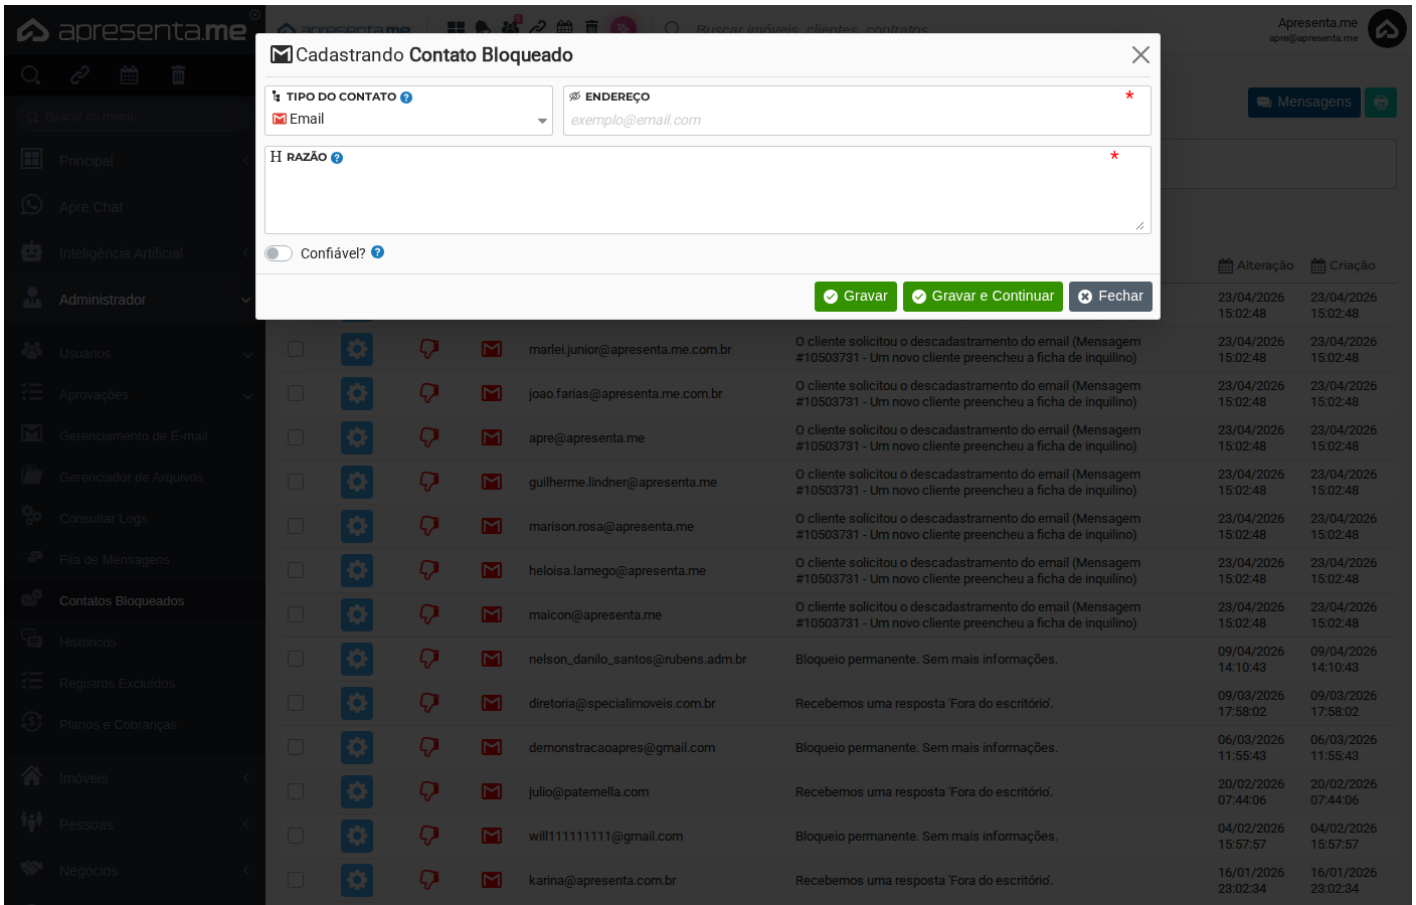 apresenta.me
apresenta.me
Buscar imóveis, clientes, contratos
Apresenta.me
apre@apresenta.me
Cadastrando Contato Bloqueado
TIPO DO CONTATO
Email
ENDEREÇO *
exemplo@email.com
RAZÃO *
Confiável?
Gravar
Gravar e Continuar
Fechar
Mensagens
Buscar no menu...
Principal
Apre.Chat
Inteligência Artificial
Administrador
Usuários
Aprovações
Gerenciamento de E-mail
Gerenciador de Arquivos
Consultar Logs
Fila de Mensagens
Contatos Bloqueados
Históricos
Registros Excluídos
Planos e Cobranças
Imóveis
Pessoas
Negócios
Alteração Criação
23/04/2026 23/04/2026
15:02:48 15:02:48
marlei.junior@apresenta.me.com.br O cliente solicitou o descadastramento do email (Mensagem 23/04/2026 23/04/2026
#10503731 - Um novo cliente preencheu a ficha de inquilino) 15:02:48 15:02:48
joao.farias@apresenta.me.com.br O cliente solicitou o descadastramento do email (Mensagem 23/04/2026 23/04/2026
#10503731 - Um novo cliente preencheu a ficha de inquilino) 15:02:48 15:02:48
apre@apresenta.me O cliente solicitou o descadastramento do email (Mensagem 23/04/2026 23/04/2026
#10503731 - Um novo cliente preencheu a ficha de inquilino) 15:02:48 15:02:48
guilherme.lindner@apresenta.me O cliente solicitou o descadastramento do email (Mensagem 23/04/2026 23/04/2026
#10503731 - Um novo cliente preencheu a ficha de inquilino) 15:02:48 15:02:48
marison.rosa@apresenta.me O cliente solicitou o descadastramento do email (Mensagem 23/04/2026 23/04/2026
#10503731 - Um novo cliente preencheu a ficha de inquilino) 15:02:48 15:02:48
heloisa.lamego@apresenta.me O cliente solicitou o descadastramento do email (Mensagem 23/04/2026 23/04/2026
#10503731 - Um novo cliente preencheu a ficha de inquilino) 15:02:48 15:02:48
maicon@apresenta.me O cliente solicitou o descadastramento do email (Mensagem 23/04/2026 23/04/2026
#10503731 - Um novo cliente preencheu a ficha de inquilino) 15:02:48 15:02:48
nelson_danilo_santos@rubens.adm.br Bloqueio permanente. Sem mais informações. 09/04/2026 09/04/2026
14:10:43 14:10:43
diretoria@specialimoveis.com.br Recebemos uma resposta 'Fora do escritório'. 09/03/2026 09/03/2026
17:58:02 17:58:02
demonstracaoapres@gmail.com Bloqueio permanente. Sem mais informações. 06/03/2026 06/03/2026
11:55:43 11:55:43
julio@paternella.com Recebemos uma resposta 'Fora do escritório'. 20/02/2026 20/02/2026
07:44:06 07:44:06
will111111111@gmail.com Bloqueio permanente. Sem mais informações. 04/02/2026 04/02/2026
15:57:57 15:57:57
karina@apresenta.com.br Recebemos uma resposta 'Fora do escritório'. 16/01/2026 16/01/2026
23:02:34 23:02:34